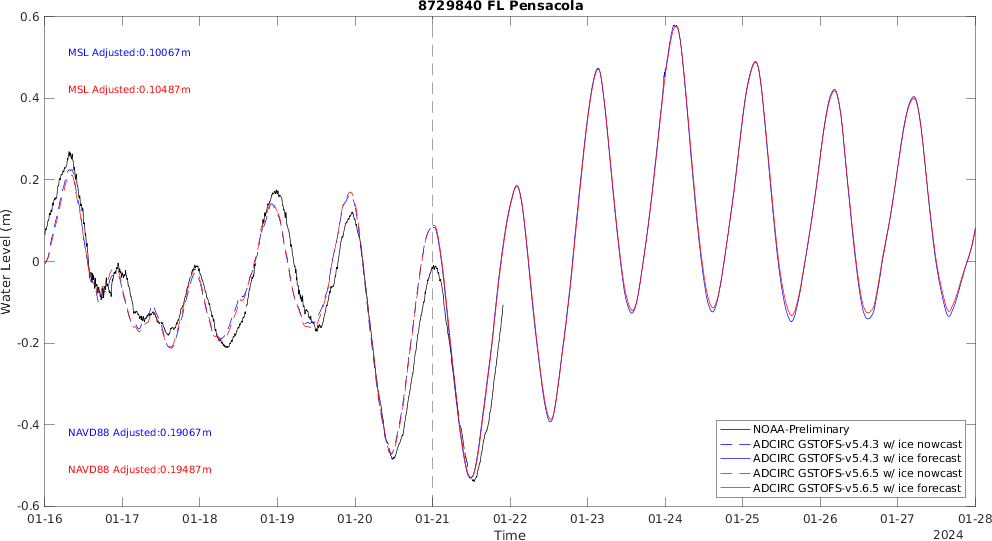 8729840 FL Pensacola
0.6
MSL Adjusted:0.10067m
MSL Adjusted:0.10487m
0.4
0.2
0
-0.2
-0.4
-0.6
Water Level (m)
NAVD88 Adjusted:0.19067m
NAVD88 Adjusted:0.19487m
NOAA-Preliminary
ADCIRC GSTOFS-v5.4.3 w/ ice nowcast
ADCIRC GSTOFS-v5.4.3 w/ ice forecast
ADCIRC GSTOFS-v5.6.5 w/ ice nowcast
ADCIRC GSTOFS-v5.6.5 w/ ice forecast
01-16 01-17 01-18 01-19 01-20 01-21 01-22 01-23 01-24 01-25 01-26 01-27 01-28
Time
2024